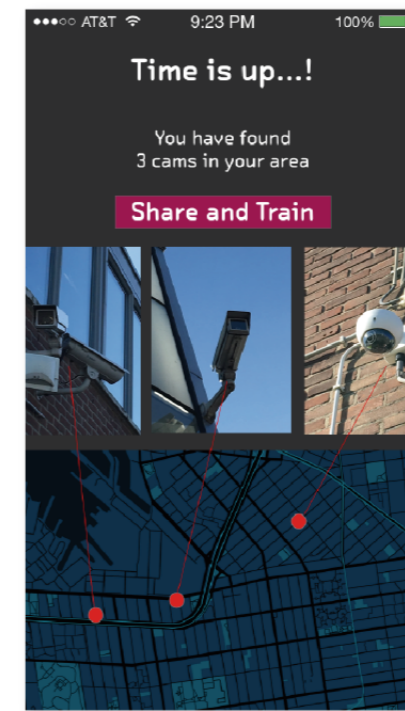 AT&T 9:23 PM 100%
Time is up...!
You have found
3 cams in your area
Share and Train